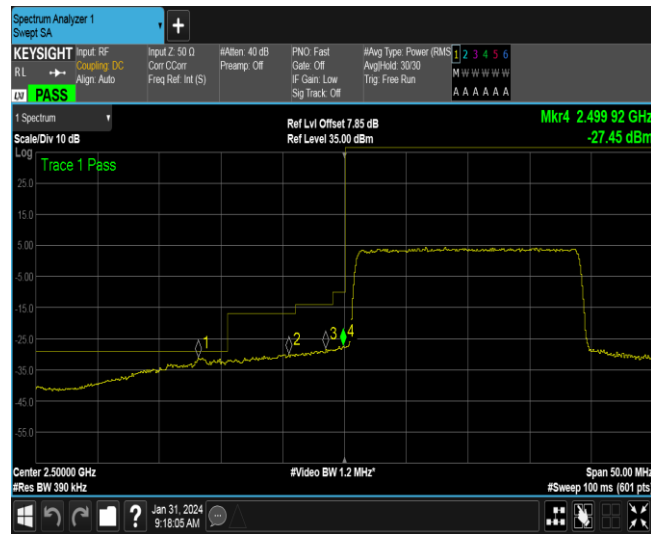 Spectrum Analyzer 1
Swept SA
+
KEYSIGHT Input: RF Input Z: 50 Ω #Atten: 40 dB PNO: Fast #Avg Type: Power (RMS 1 2 3 4 5 6
RL Coupling: DC Corr CCorr Preamp: Off Gate: Off Avg|Hold: 30/30 M W W W W W
Align: Auto Freq Ref: Int (S) IF Gain: Low Trig: Free Run
LXI PASS Sig Track: Off A A A A A A
1 Spectrum Ref Lvl Offset 7.85 dB Mkr4 2.499 92 GHz
Scale/Div 10 dB Ref Level 35.00 dBm -27.45 dBm
Log
Trace 1 Pass
25.0
15.0
5.00
-5.00
-15.0
-25.0
1 2 3 4
-35.0
-45.0
-55.0
Center 2.50000 GHz #Video BW 1.2 MHz* Span 50.00 MHz
#Res BW 390 kHz #Sweep 100 ms (601 pts
? Jan 31, 2024
9:18:05 AM